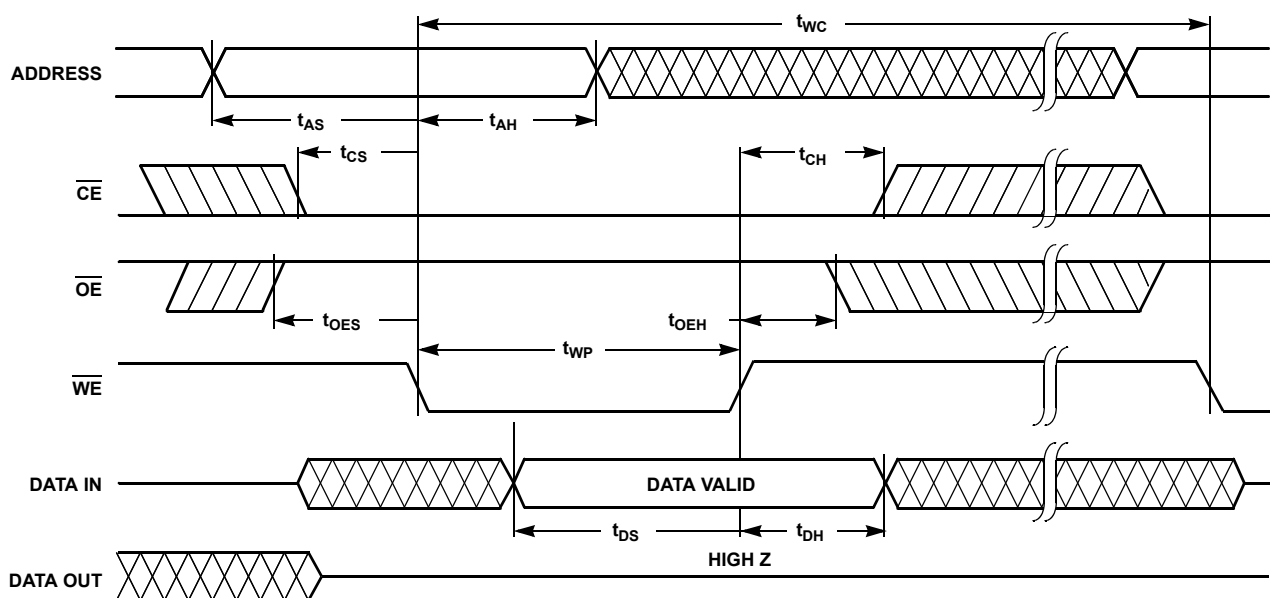 tWC
ADDRESS
tAS
tAH
tCS
tCH
CE
OE
tOES
tOEH
tWP
WE
DATA IN
DATA VALID
tDS
tDH
HIGH Z
DATA OUT